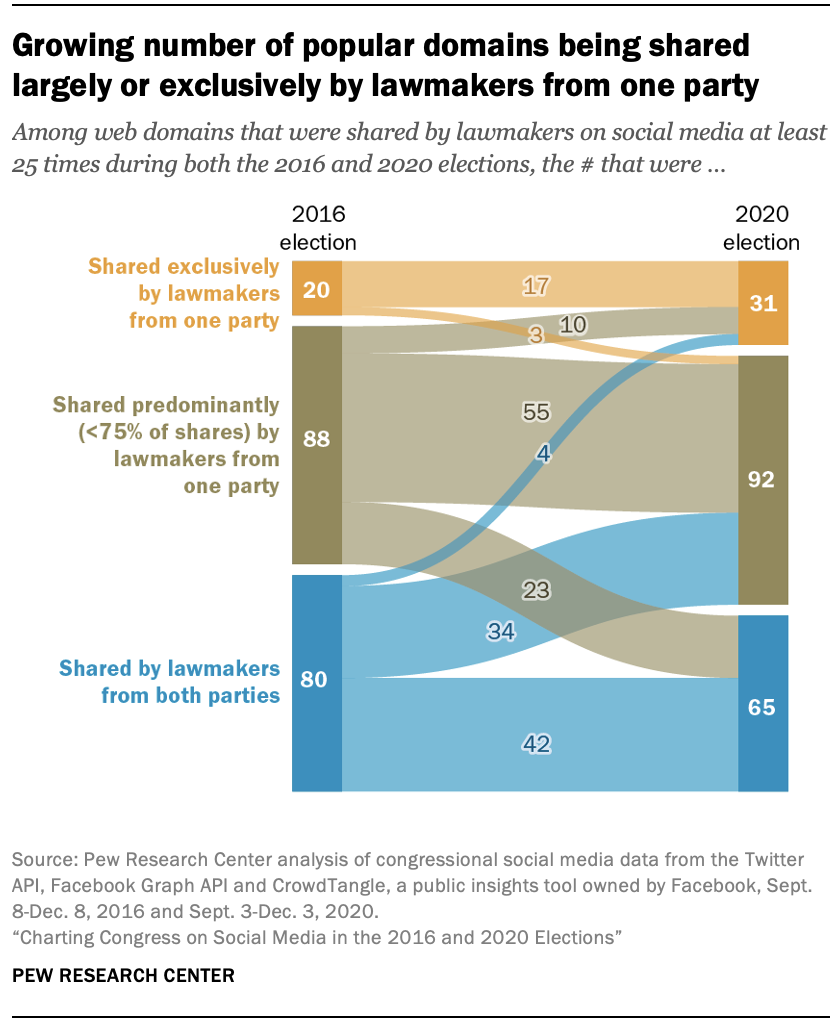 Growing number of popular domains being shared
largely or exclusively by lawmakers from one party
Among web domains that were shared by lawmakers on social media at least
25 times during both the 2016 and 2020 elections, the # that were ...
2016
election
2020
election
Shared exclusively
by lawmakers
from one party
20
17
31
10
3
Shared predominantly
(<75% of shares) by
lawmakers from
one party
88
55
4
92
23
34
Shared by lawmakers
from both parties
80
65
42
Source: Pew Research Center analysis of congressional social media data from the Twitter
API, Facebook Graph API and CrowdTangle, a public insights tool owned by Facebook, Sept.
8-Dec. 8, 2016 and Sept. 3-Dec. 3, 2020.
“Charting Congress on Social Media in the 2016 and 2020 Elections”
PEW RESEARCH CENTER